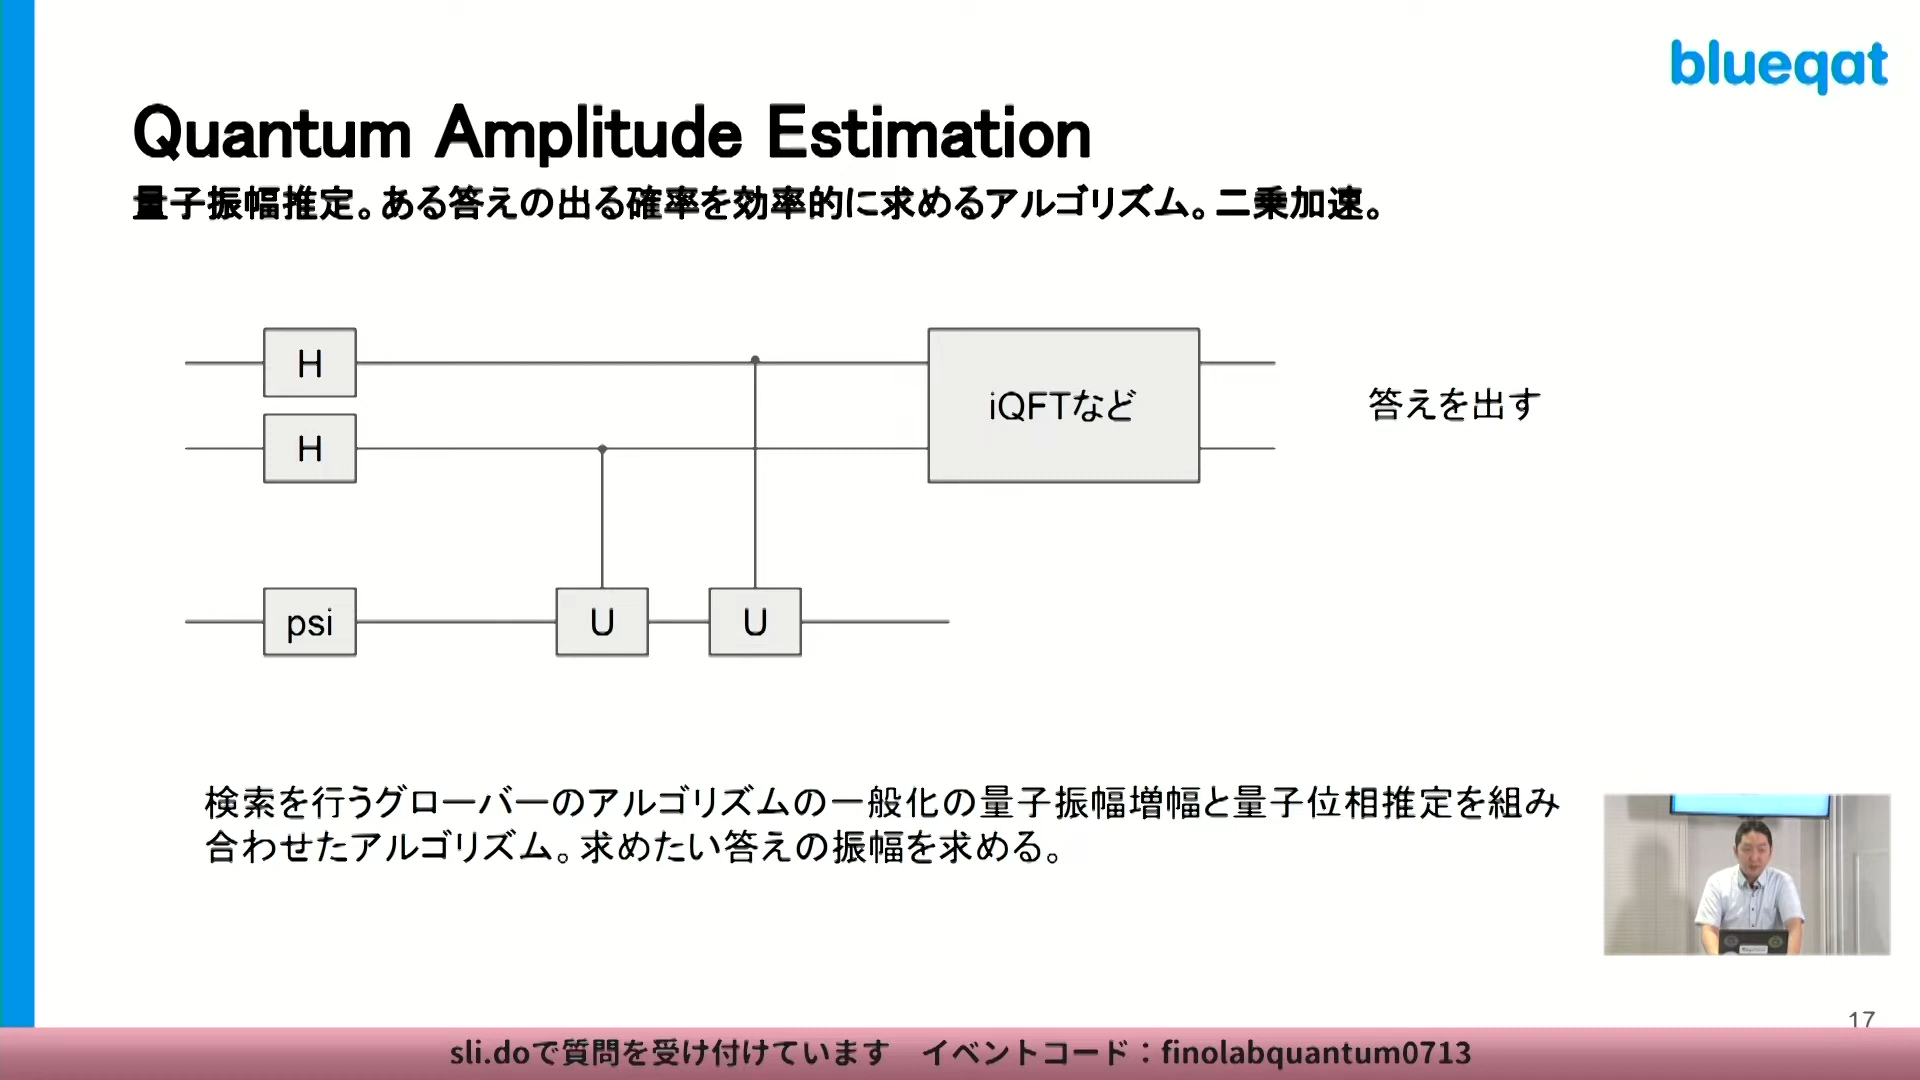 blueqat
Quantum Amplitude Estimation
量子振幅推定。ある答えの出る確率を効率的に求めるアルゴリズム。二乗加速。
H
H
iQFTなど
答えを出す
psi
U
U
検索を行うグローバーのアルゴリズムの一般化の量子振幅増幅と量子位相推定を組み
合わせたアルゴリズム。求めたい答えの振幅を求める。
17
sli.doで質問を受け付けています　イベントコード：finolabquantum0713